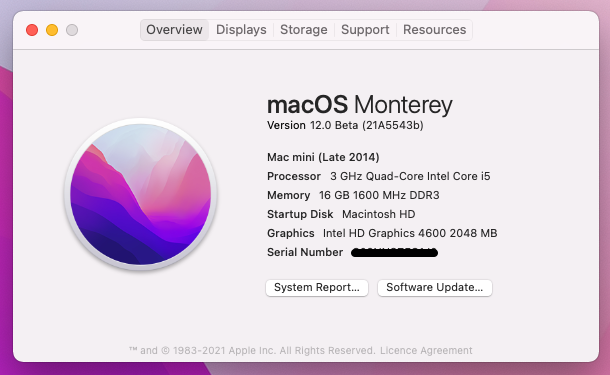 Overview Displays Storage Support Resources
macOS Monterey
Version 12.0 Beta (21A5543b)
Mac mini (Late 2014)
Processor 3 GHz Quad-Core Intel Core i5
Memory 16 GB 1600 MHz DDR3
Startup Disk Macintosh HD
Graphics Intel HD Graphics 4600 2048 MB
Serial Number
System Report... Software Update...
™ and © 1983-2021 Apple Inc. All Rights Reserved. Licence Agreement